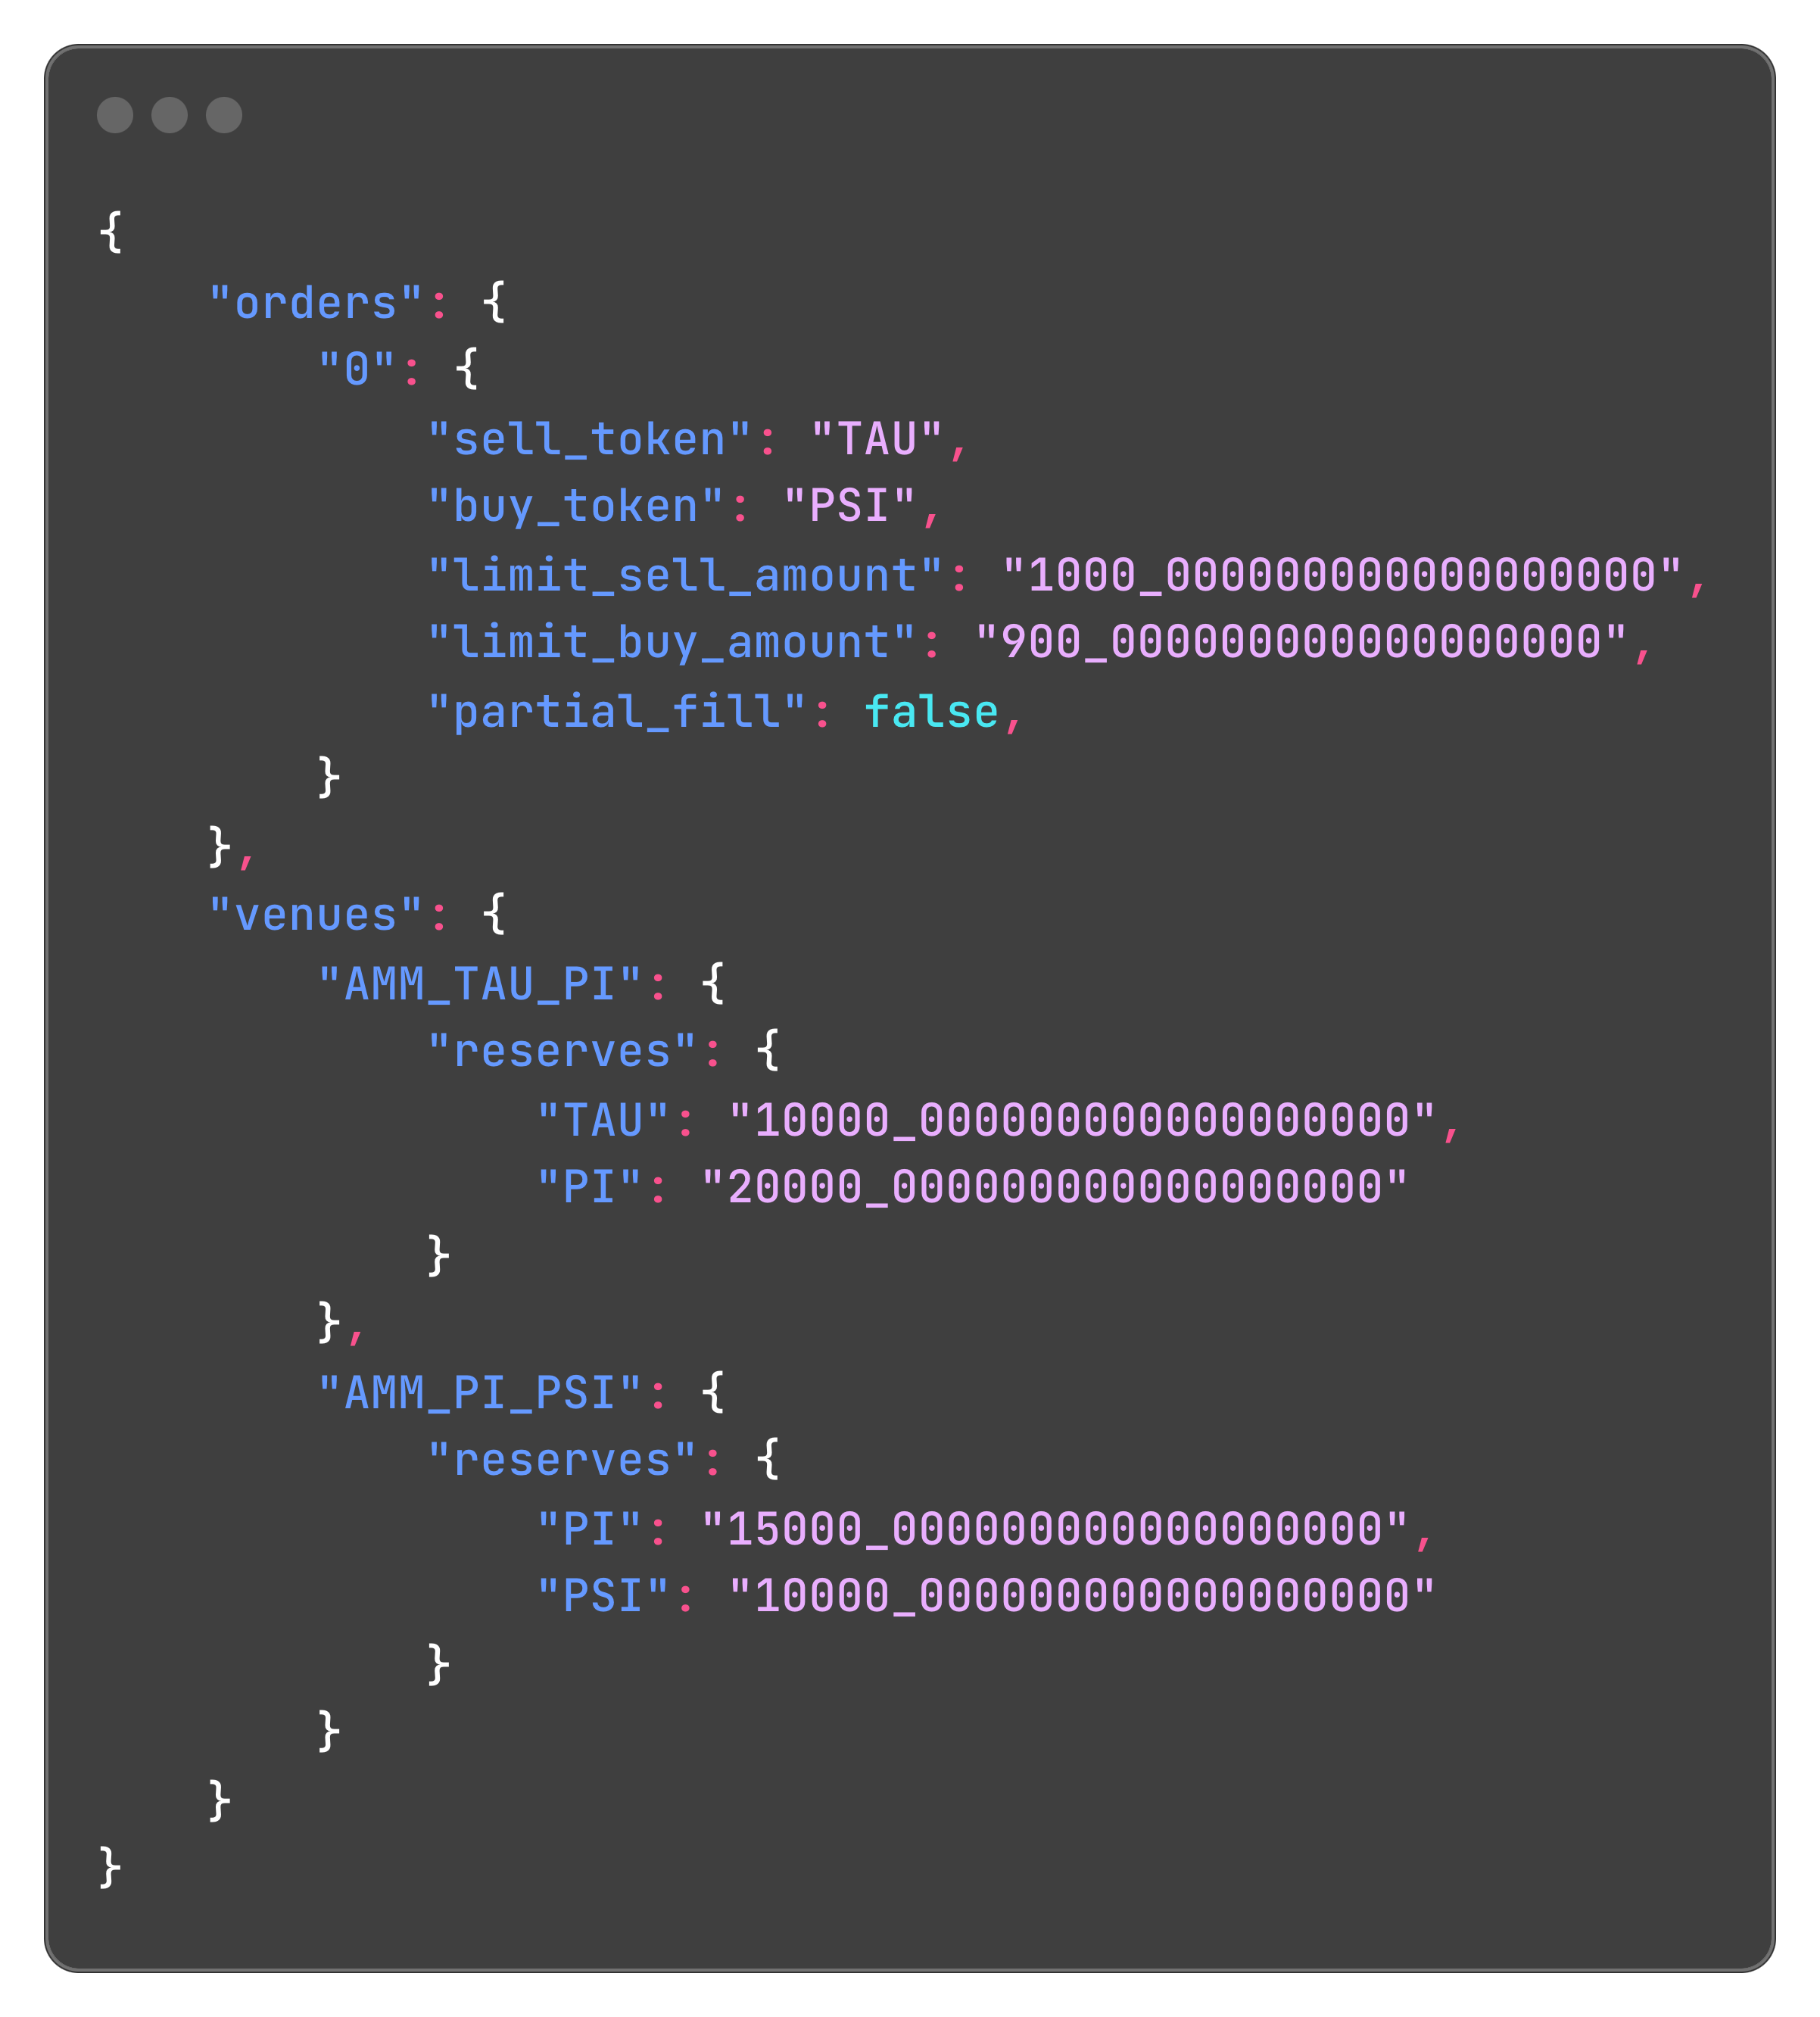 {
    "orders": {
        "0": {
            "sell_token": "TAU",
            "buy_token": "PSI",
            "limit_sell_amount": "1000_000000000000000000",
            "limit_buy_amount": "900_000000000000000000",
            "partial_fill": false,
        }
    },
    "venues": {
        "AMM_TAU_PI": {
            "reserves": {
                "TAU": "10000_000000000000000000",
                "PI": "20000_000000000000000000"
            }
        },
        "AMM_PI_PSI": {
            "reserves": {
                "PI": "15000_000000000000000000",
                "PSI": "10000_000000000000000000"
            }
        }
    }
}